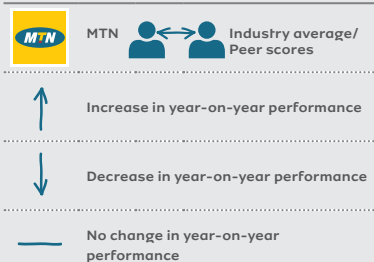 MTN
MTN
Industry average/
Peer scores
Increase in year-on-year performance
Decrease in year-on-year performance
No change in year-on-year
performance